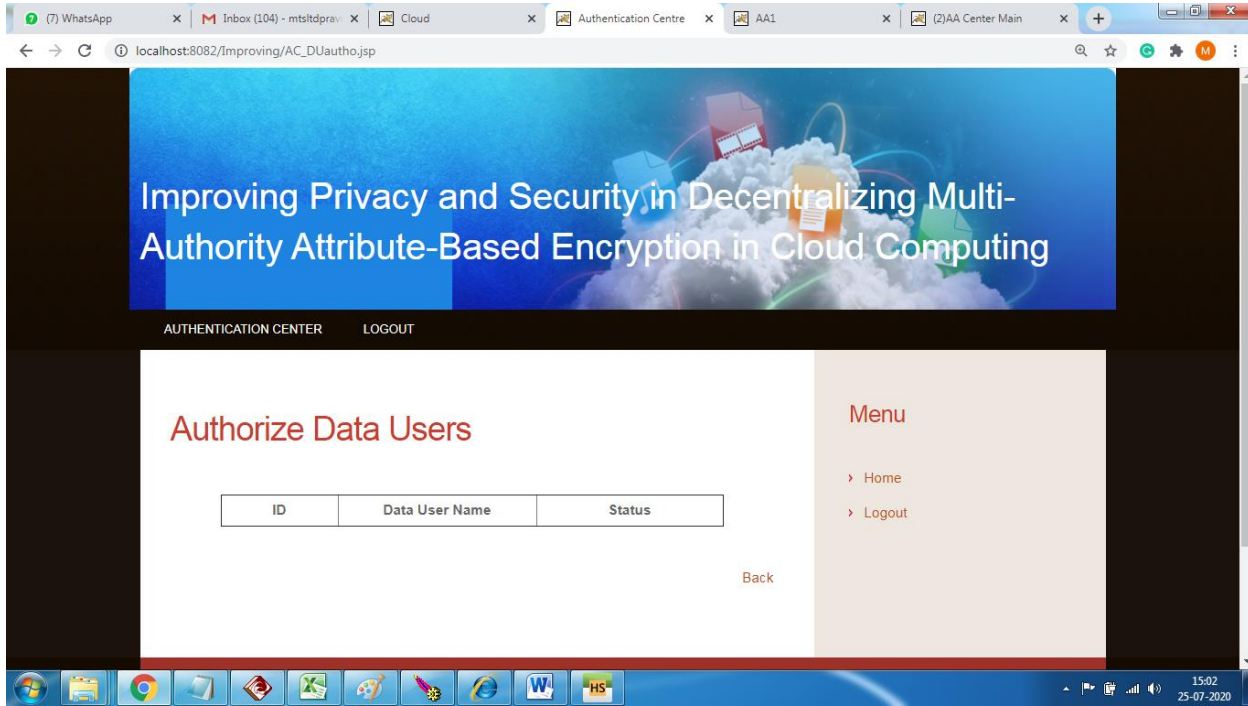 (7) WhatsApp
Inbox (104) - mtsltdprav
Cloud
Authentication Centre
AA1
(2)AA Center Main
localhost:8082/Improving/AC_DUautho.jsp
M
Improving Privacy and Security in Decentralizing Multi-
Authority Attribute-Based Encryption in Cloud Computing
AUTHENTICATION CENTER LOGOUT
Authorize Data Users
ID Data User Name Status
Back
Menu
Home
Logout
HS
15:02
25-07-2020